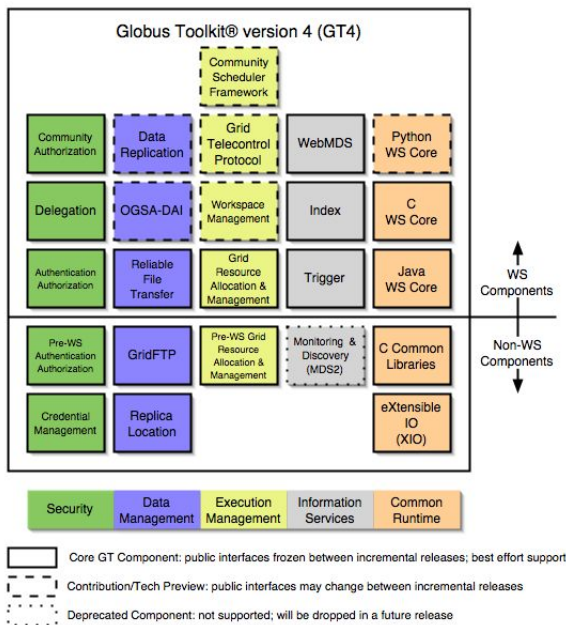 Globus Toolkit® version 4 (GT4)
Community
Scheduler
Framework
Community
Authorization
Data
Replication
Grid
Telecontrol
Protocol
WebMDS
Python
WS Core
Delegation
OGSA-DAI
Workspace
Management
Index
C
WS Core
Authentication
Authorization
Reliable
File
Transfer
Grid
Resource
Allocation &
Management
Trigger
Java
WS Core
WS
Components
Pre-WS
Authentication
Authorization
GridFTP
Pre-WS Grid
Resource
Allocation &
Management
Monitoring &
Discovery
(MDS2)
C Common
Libraries
Non-WS
Components
Credential
Management
Replica
Location
eXtensible
IO
(XIO)
Security
Data
Management
Execution
Management
Information
Services
Common
Runtime
Core GT Component: public interfaces frozen between incremental releases; best effort support
Contribution/Tech Preview: public interfaces may change between incremental releases
Deprecated Component: not supported; will be dropped in a future release